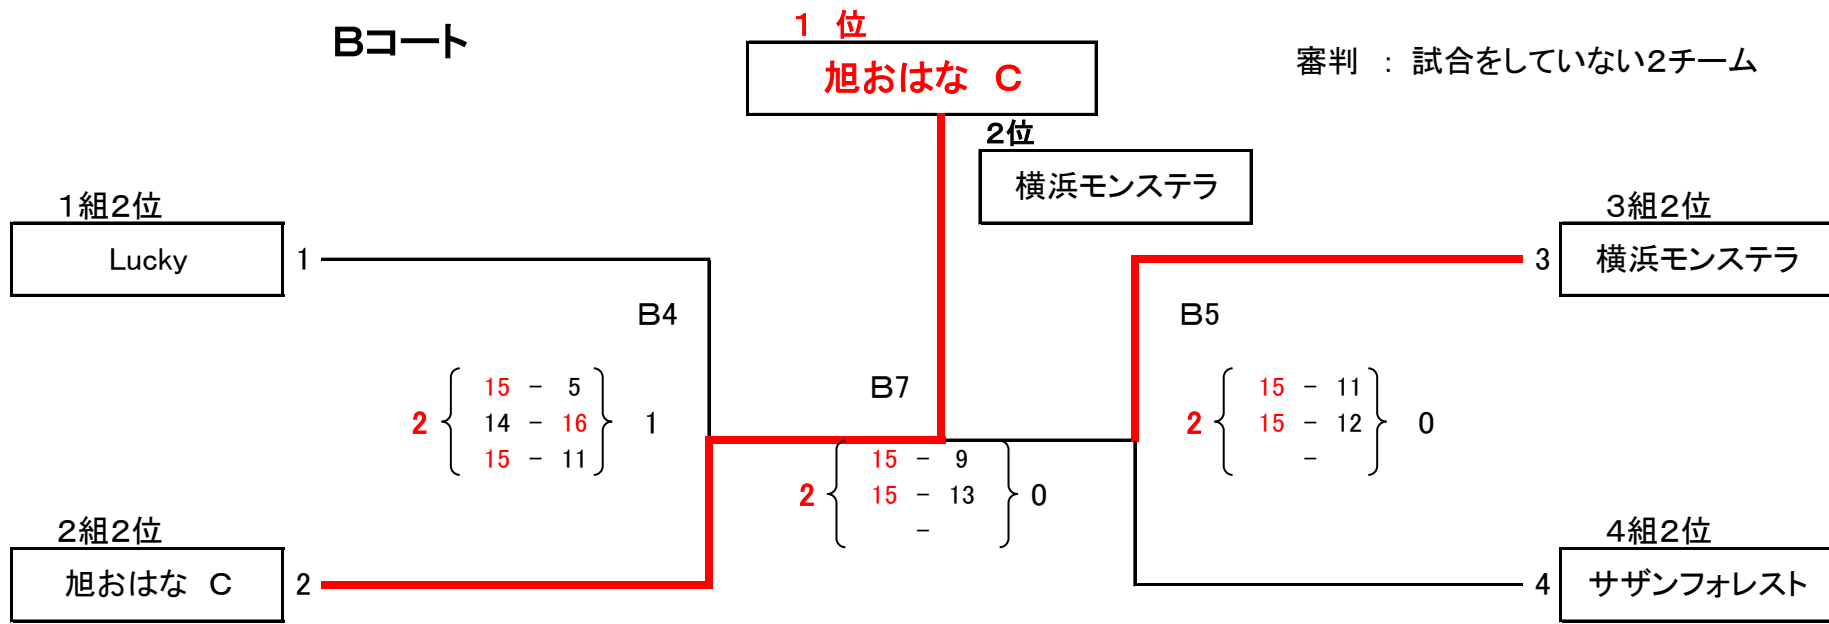 Bコート
1 位
旭おはな C
審判 : 試合をしていない2チーム
2位
横浜モンステラ
1組2位
Lucky
1
3組2位
3
横浜モンステラ
B4
B5
2 15 - 5 1
14 - 16
15 - 11
B7
2 15 - 9 0
15 - 13
-
2 15 - 11 0
15 - 12
-
2組2位
旭おはな C
2
4組2位
4
サザンフォレスト